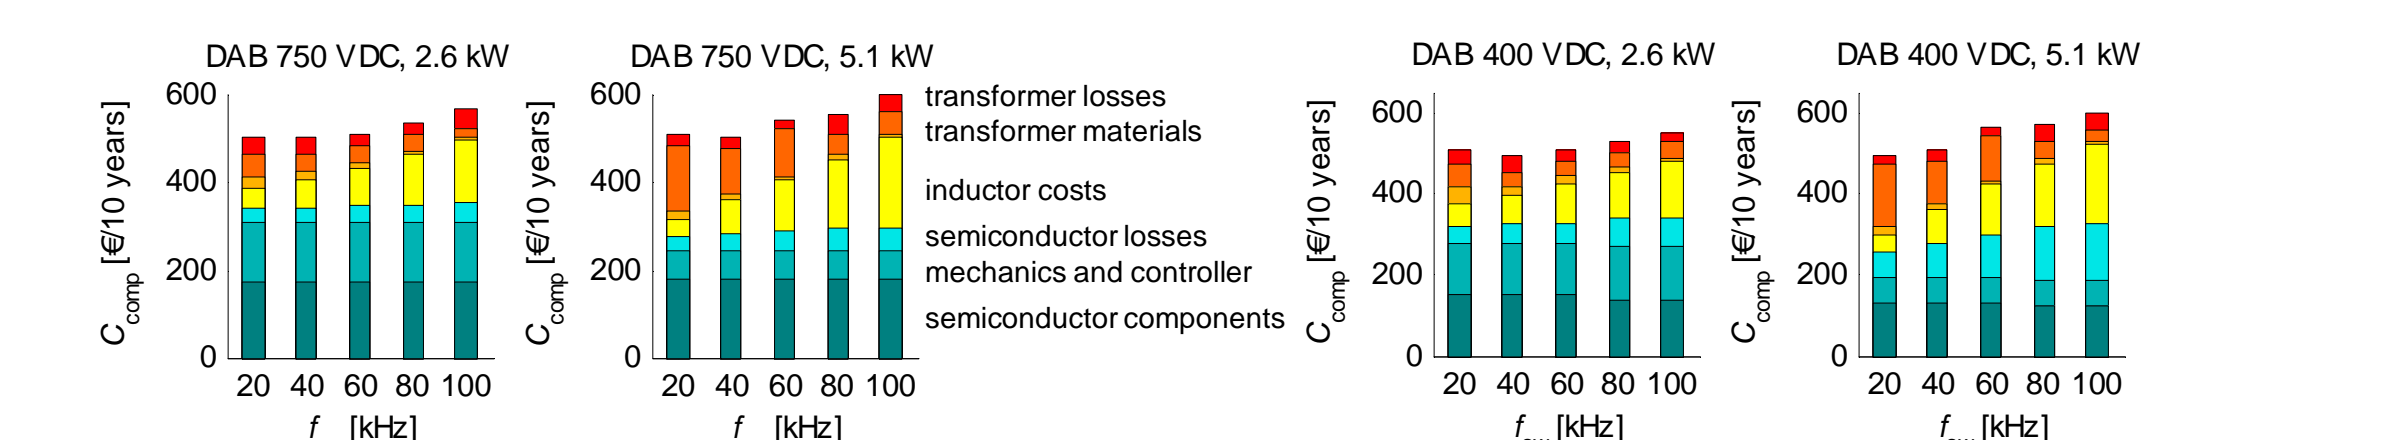 DAB 750 VDC, 2.6 kW
C comp [€/10 years]
600
400
200
0
20 40 60 80 100
f [kHz]
DAB 750 VDC, 5.1 kW
C comp [€/10 years]
600
400
200
0
20 40 60 80 100
f [kHz]
transformer losses
transformer materials
inductor costs
semiconductor losses
mechanics and controller
semiconductor components
DAB 400 VDC, 2.6 kW
C comp [€/10 years]
600
400
200
0
20 40 60 80 100
f [kHz]
DAB 400 VDC, 5.1 kW
C comp [€/10 years]
600
400
200
0
20 40 60 80 100
f [kHz]